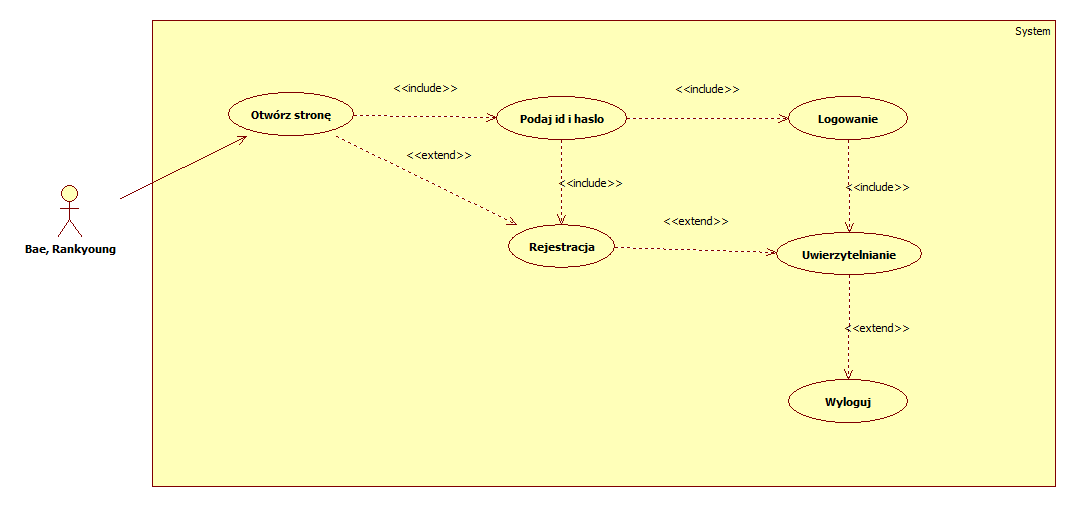 System
<<include>>
<<include>>
Otwórz stronę
Podaj id i haslo
Logowanie
<<extend>>
<<include>>
<<include>>
<<extend>>
Bae, Rankyoung
Rejestracja
Uwierzytelnianie
<<extend>>
Wyloguj